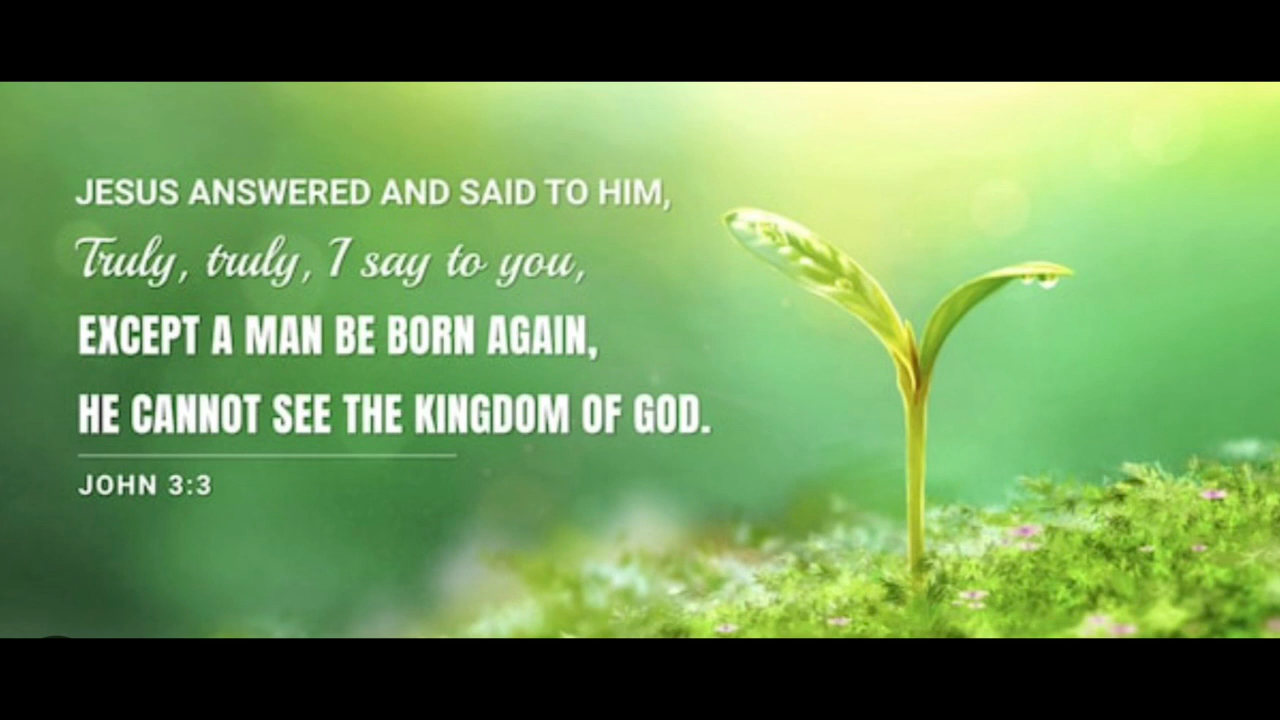 JESUS ANSWERED AND SAID TO HIM,
Truly, truly, I say to you,
EXCEPT A MAN BE BORN AGAIN,
HE CANNOT SEE THE KINGDOM OF GOD.
JOHN 3:3